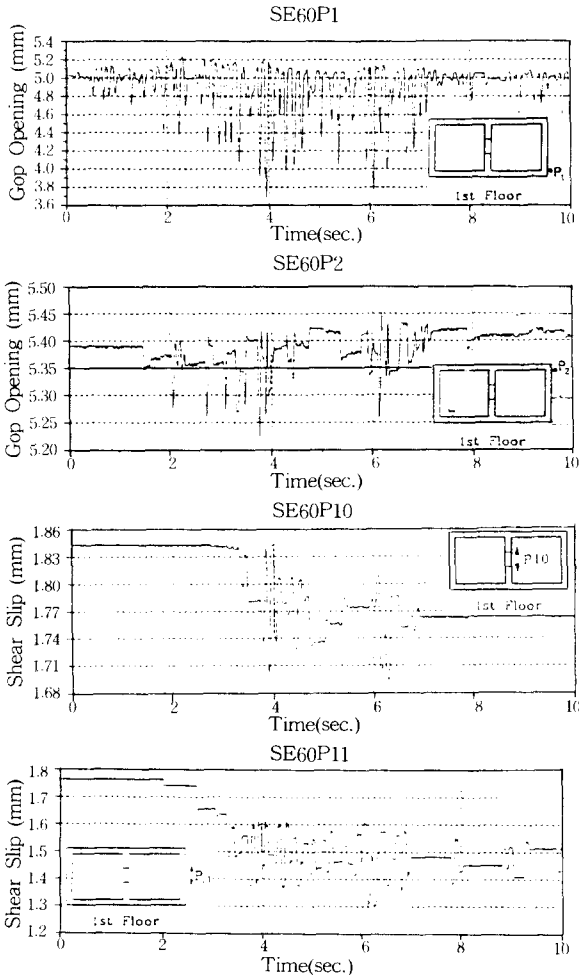 SE60P1
Gop Opening (mm)
5.4
5.2
5.0
4.8
4.6
4.4
4.2
4.0
3.8
3.6
P₁
1st Floor
0 2 4 6 8 10
Time(sec.)
SE60P2
Gop Opening (mm)
5.50
5.45
5.40
5.35
5.30
5.25
5.20
P₂
1st Floor
2 4 6 8 10
Time(sec.)
SE60P10
Shear Slip (mm)
1.86
1.83
1.80
1.77
1.74
1.71
1.68
P10
1st Floor
0 2 4 6 8 10
Time(sec.)
SE60P11
Shear Slip (mm)
1.8
1.7
1.6
1.5
1.4
1.3
1.2
1st Floor
0 2 4 6 8 10
Time(sec.)